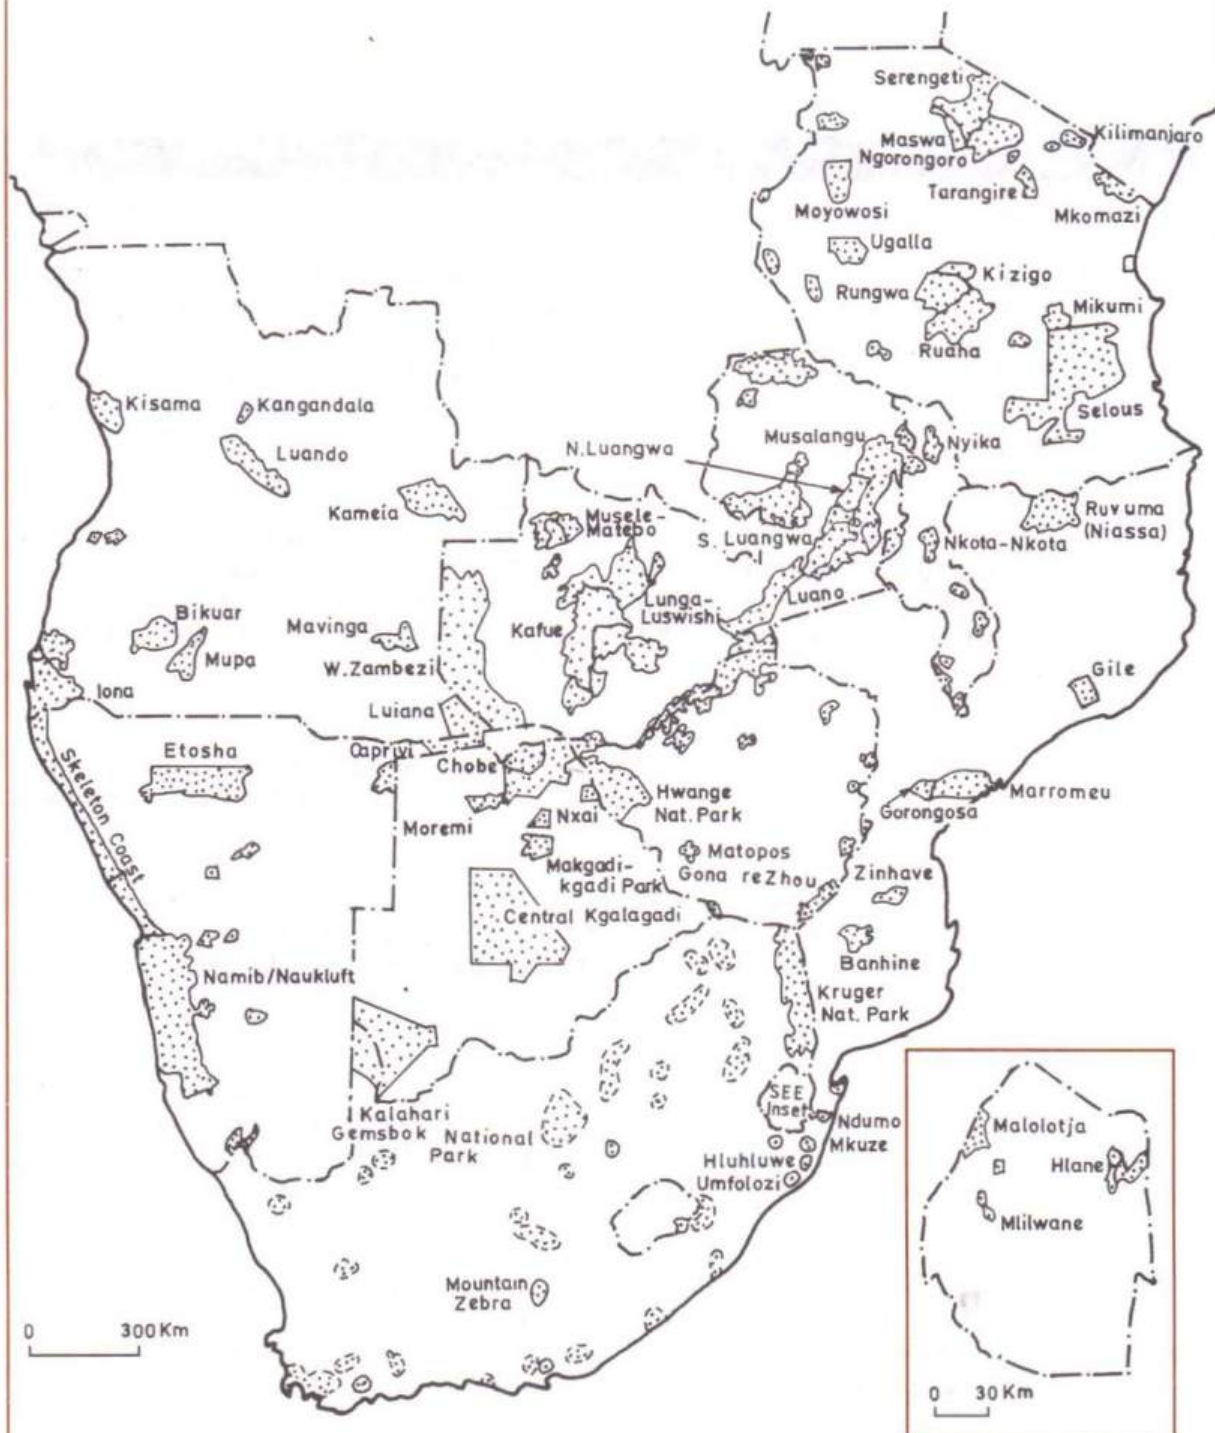 Serengeti
Kilimanjaro
Maswa
Ngorongoro
Tarangire
Moyowosi
Mkomazi
Ugalla
Kizigo
Rungwa
Mikumi
Ruaha
Kisama
Kangandala
Selous
Musalangu
Nyika
N.Luangwa
Luando
Kameia
Musele-
Matebo
Ruvuma
(Niassa)
S. Luangwa
Nkota-Nkota
Luano
Lunga-
Luswishi
Bikuar
Mavinga
Kafue
Mupa
W.Zambezi
Gile
Iona
Luiana
Etosha
Caprivi
Chobe
Skeleton Coast
Hwange
Nat. Park
Marromeu
Gorongosa
Moremi
Nxai
Makgadi-
kgadi Park
Matopos
Gona reZhou
Zinhave
Central Kgalagadi
Banhine
Namib/Naukluft
Kruger
Nat. Park
SEE
Inset
Kalahari
Gemsbok National
Park
Ndumo
Mkuze
Hluhluwe
Umfolozi
Mountain
Zebra
0 300 Km
Malolotja
Hlane
Mlilwane
0 30 Km